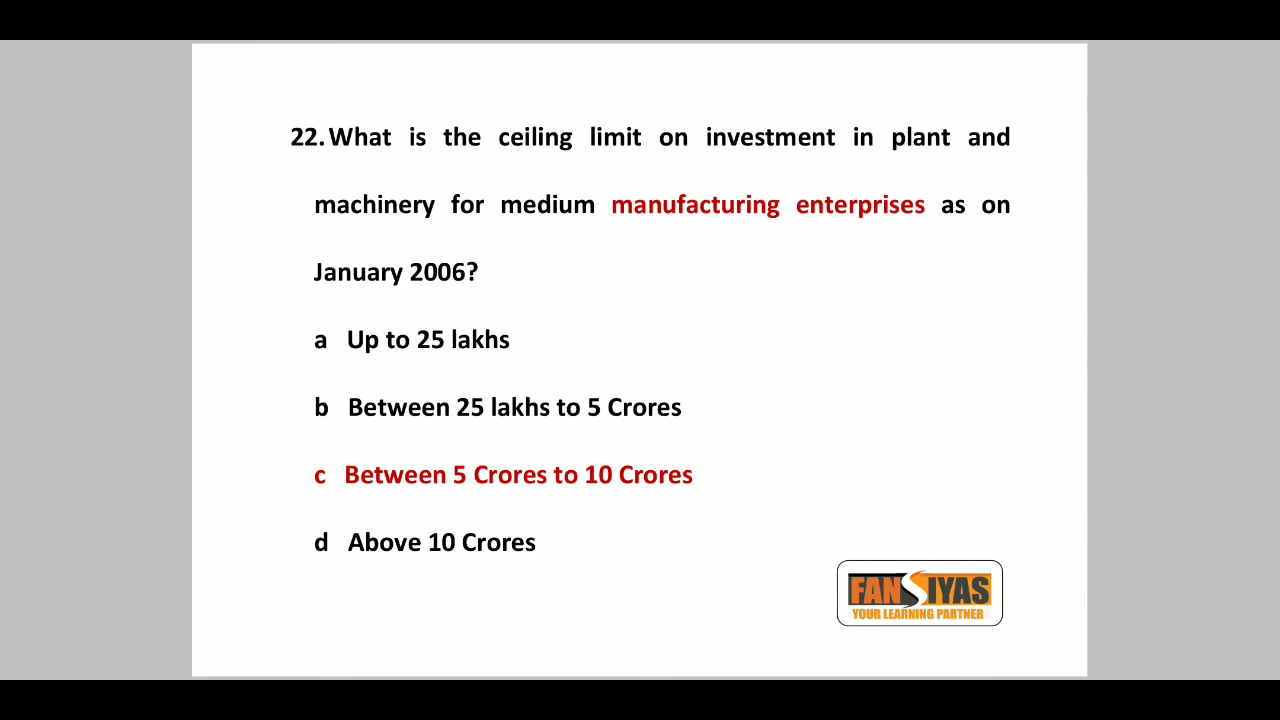 22. What is the ceiling limit on investment in plant and
machinery for medium manufacturing enterprises as on
January 2006?
a Up to 25 lakhs
b Between 25 lakhs to 5 Crores
c Between 5 Crores to 10 Crores
d Above 10 Crores
FANSIYAS
YOUR LEARNING PARTNER